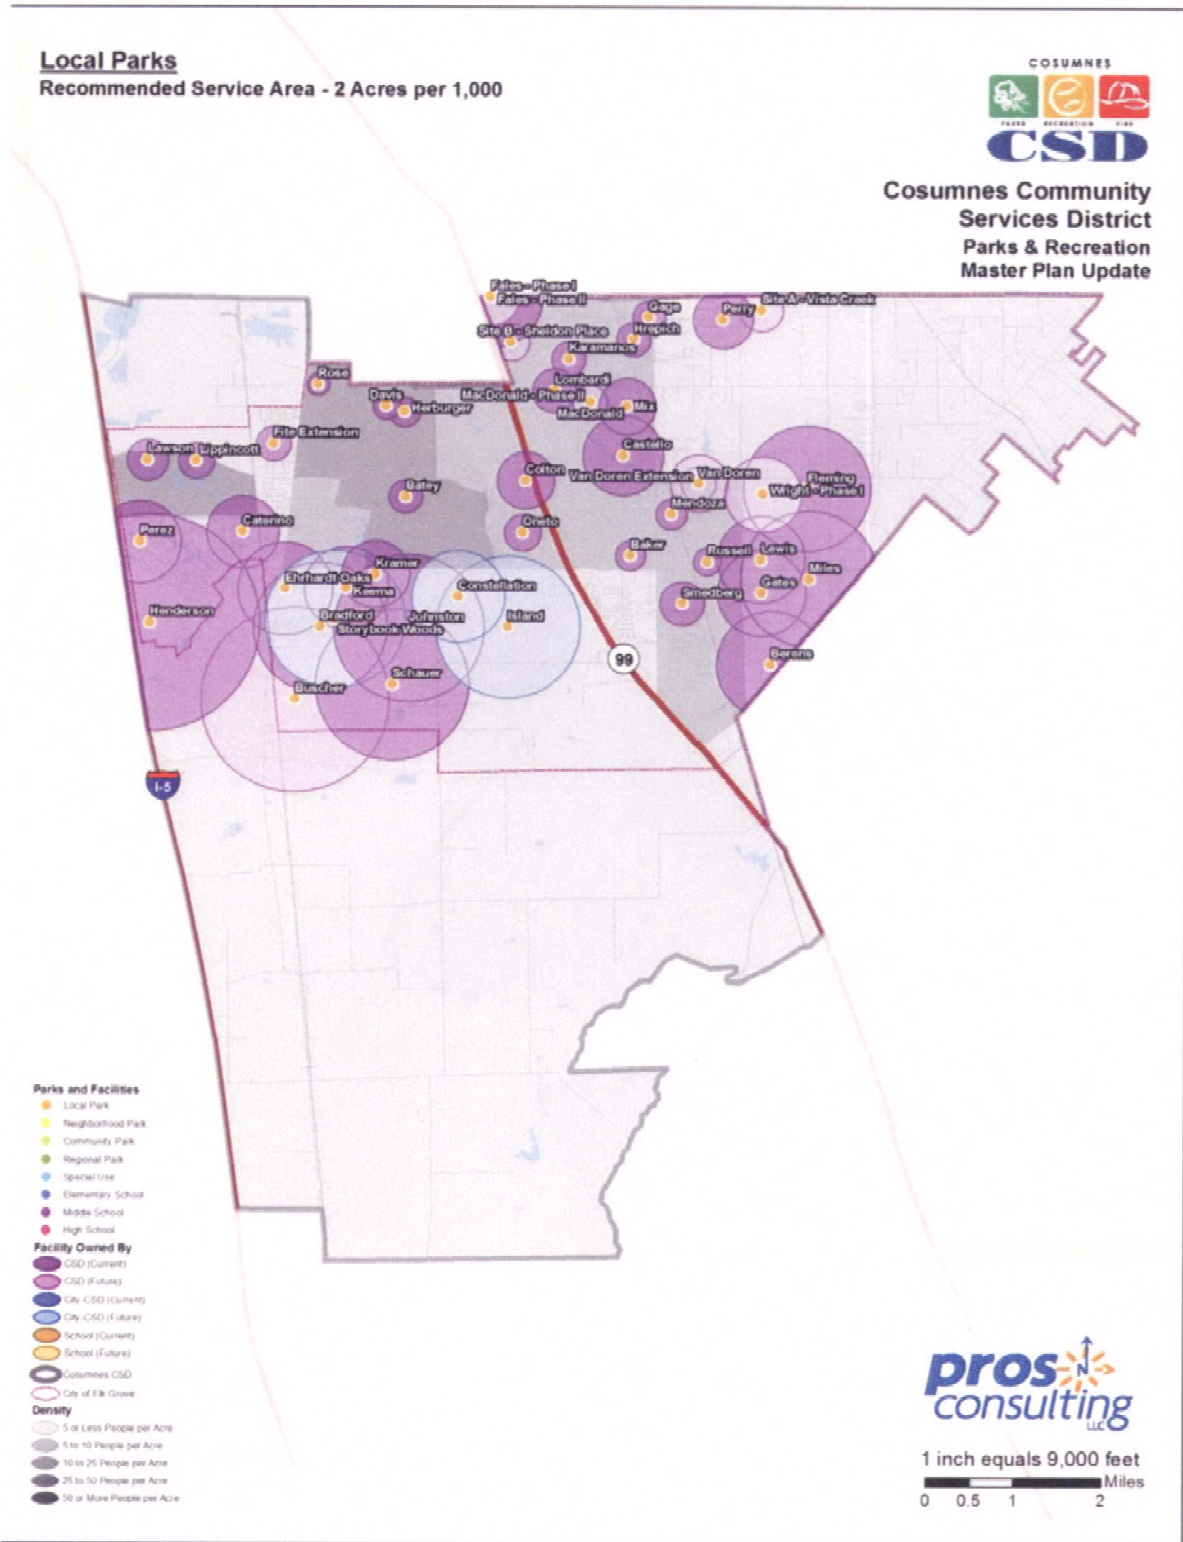 Local Parks
Recommended Service Area - 2 Acres per 1,000
COSUMNES
PARKS RECREATION FIRE
CSD
Cosumnes Community
Services District
Parks & Recreation
Master Plan Update
Fales - Phase I
Fales - Phase II
Gage
Perry
Site A - Vista Creek
Site B - Sheldon Place
Hrepich
Karamanos
Rose
Lombardi
Davis
MacDonald - Phase II
Herburger
MacDonald
Mix
Fite Extension
Castello
Lawson
Lippincott
Colton
Van Doren Extension
Van Doren
Fleming
Batey
Wright - Phase I
Mendoza
Caterino
Oneto
Perez
Baker
Russell
Lewis
Kramer
Miles
Ehrhardt Oaks
Constellation
Gates
Keema
Smedberg
Henderson
Bradford
Johnston
Island
Storybook Woods
Berens
99
Schauer
Buscher
I-5
Parks and Facilities
Local Park
Neighborhood Park
Community Park
Regional Park
Special Use
Elementary School
Middle School
High School
Facility Owned By
CSD (Current)
CSD (Future)
City-CSD (Current)
City-CSD (Future)
School (Current)
School (Future)
Cosumnes CSD
City of Elk Grove
Density
5 or Less People per Acre
5 to 10 People per Acre
10 to 25 People per Acre
25 to 50 People per Acre
50 or More People per Acre
pros
N
consulting
LLC
1 inch equals 9,000 feet
Miles
0 0.5 1 2